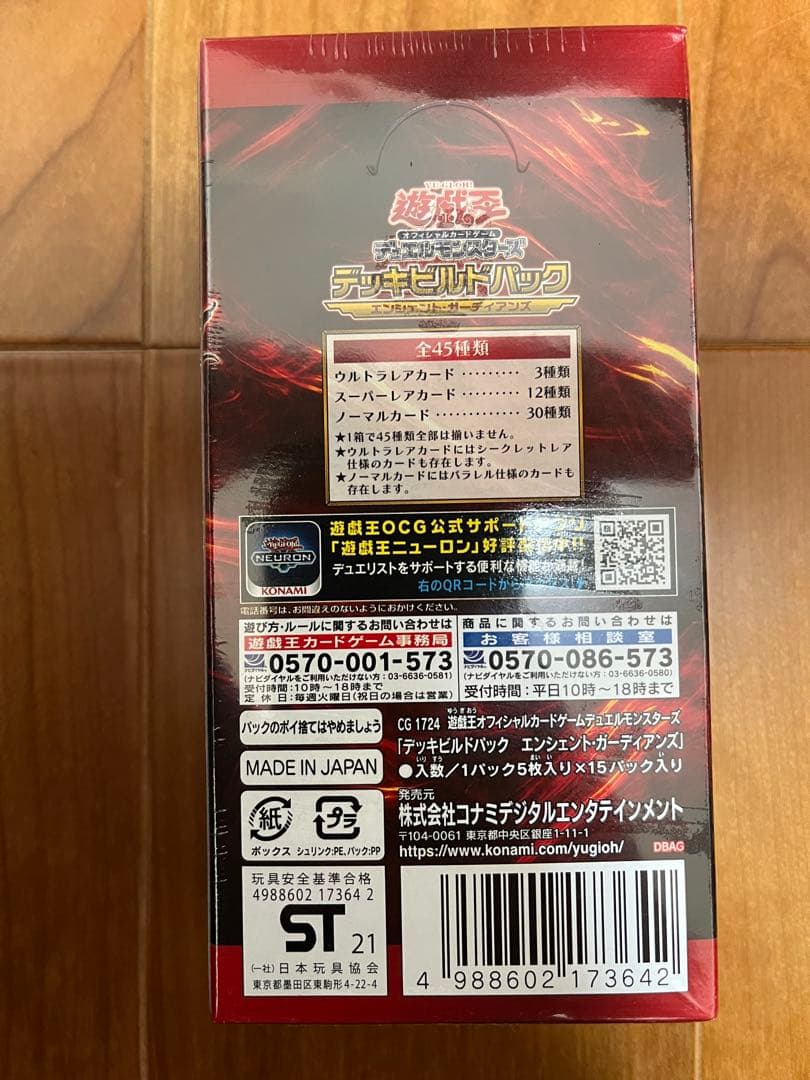 YU-GI-OH!
遊戯王
オフィシャルカードゲーム
デュエルモンスターズ
デッキビルドパック
エンシェント・ガーディアンズ
全45種類
ウルトラレアカード ········· 3種類
スーパーレアカード ········ 12種類
ノーマルカード ············· 30種類
★1箱で45種類全部は揃いません。
★ウルトラレアカードにはシークレットレア
仕様のカードも存在します。
★ノーマルカードにはパラレル仕様のカードも
存在します。
Yu-Gi-Oh!
NEURON
KONAMI
遊戯王OCG公式サポート
「遊戯王ニューロン」好評
デュエリストをサポートする便利な
右のQRコードから
電話番号は、お間違えのないようにおかけください。
遊び方・ルールに関するお問い合わせは
遊戯王カードゲーム事務局
ナビダイヤル 0570-001-573
(ナビダイヤルをご利用いただけない方：03-6636-0581)
受付時間：10時～18時まで
定 休 日：毎週火曜日(祝日の場合は営業)
商品に関するお問い合わせは
お客様相談室
ナビダイヤル 0570-086-573
(ナビダイヤルをご利用いただけない方：03-6636-0580)
受付時間：平日10時～18時まで
パックのポイ捨てはやめましょう
MADE IN JAPAN
紙
ボックス
プラ
シュリンク:PE、パック:PP
CG 1724 遊戯王オフィシャルカードゲームデュエルモンスターズ
「デッキビルドパック エンシェント・ガーディアンズ」
●入数/1パック5枚入り×15パック入り
発売元
株式会社コナミデジタルエンタテインメント
〒104-0061 東京都中央区銀座1-11-1
https://www.konami.com/yugioh/
DBAG
玩具安全基準合格
4988602 17364 2
ST 21
(一社)日本玩具協会
東京都墨田区東駒形4-22-4
4 988602 173642